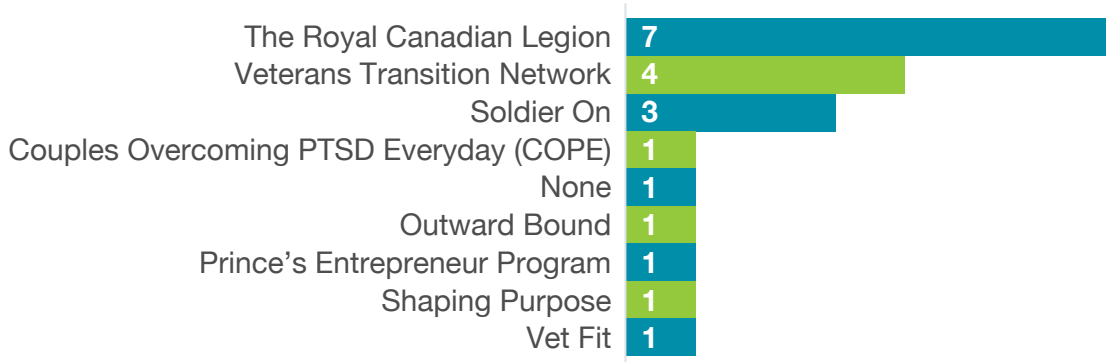 The Royal Canadian Legion 7
Veterans Transition Network 4
Soldier On 3
Couples Overcoming PTSD Everyday (COPE) 1
None 1
Outward Bound 1
Prince’s Entrepreneur Program 1
Shaping Purpose 1
Vet Fit 1